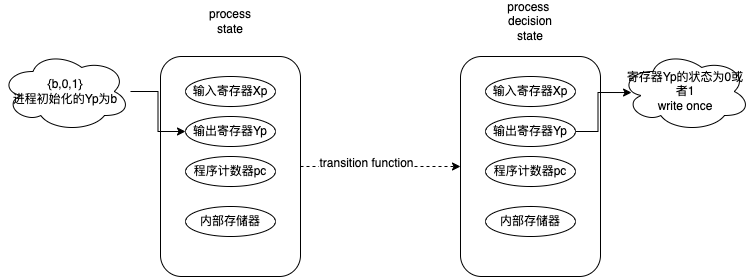 process
state
process
decision
state
{b,0,1}
进程初始化的Yp为b
输入寄存器Xp
输出寄存器Yp
程序计数器pc
内部存储器
transition function
输入寄存器Xp
输出寄存器Yp
程序计数器pc
内部存储器
寄存器Yp的状态为0或
者1
write once